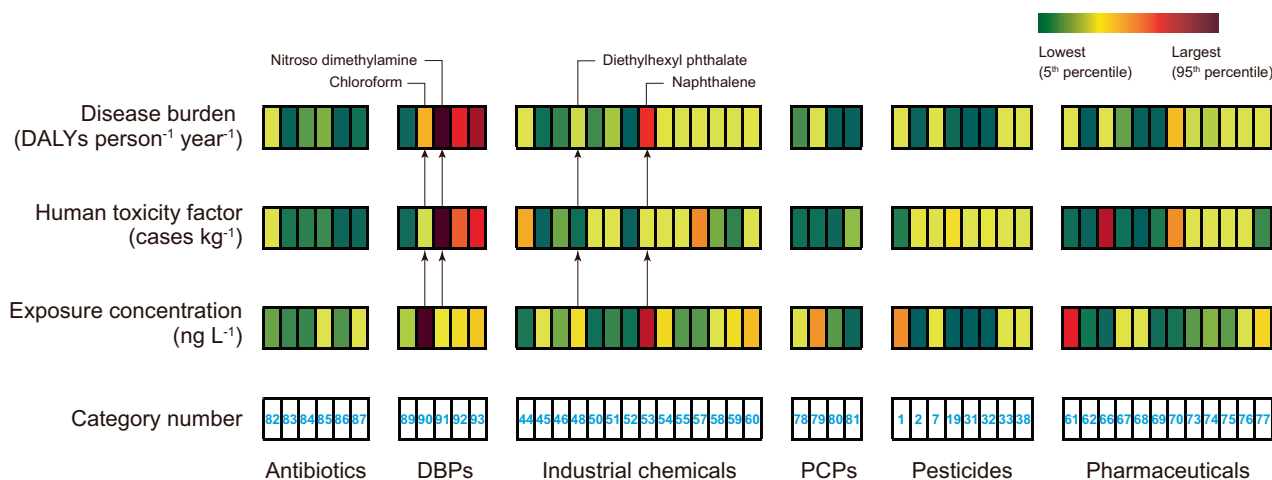 Lowest
(5th percentile)
Largest
(95th percentile)
Nitroso dimethylamine
Chloroform
Diethylhexyl phthalate
Naphthalene
Disease burden
(DALYs person-1 year-1)
Human toxicity factor
(cases kg-1)
Exposure concentration
(ng L-1)
Category number
82 83 84 85 86 87
89 90 91 92 93
44 45 46 48 50 51 52 53 54 55 57 58 59 60
78 79 80 81
1 2 7 19 31 32 33 38
61 62 66 67 68 69 70 73 74 75 76 77
Antibiotics
DBPs
Industrial chemicals
PCPs
Pesticides
Pharmaceuticals